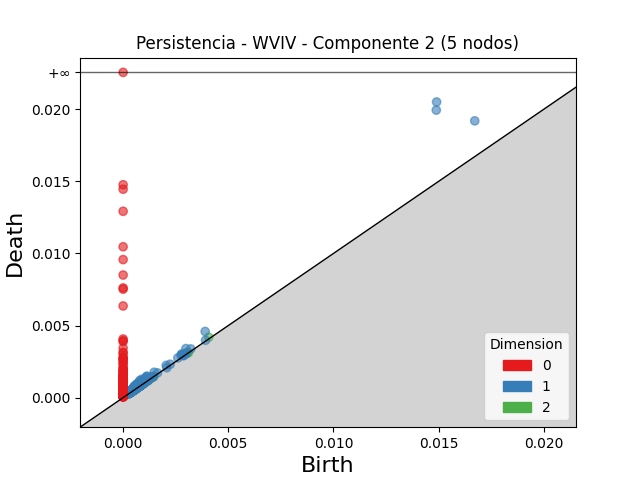 Persistencia - WVIV - Componente 2 (5 nodos)
+∞
0.020
0.015
0.010
0.005
0.000
Death
0.000 0.005 0.010 0.015 0.020
Birth
Dimension
0
1
2